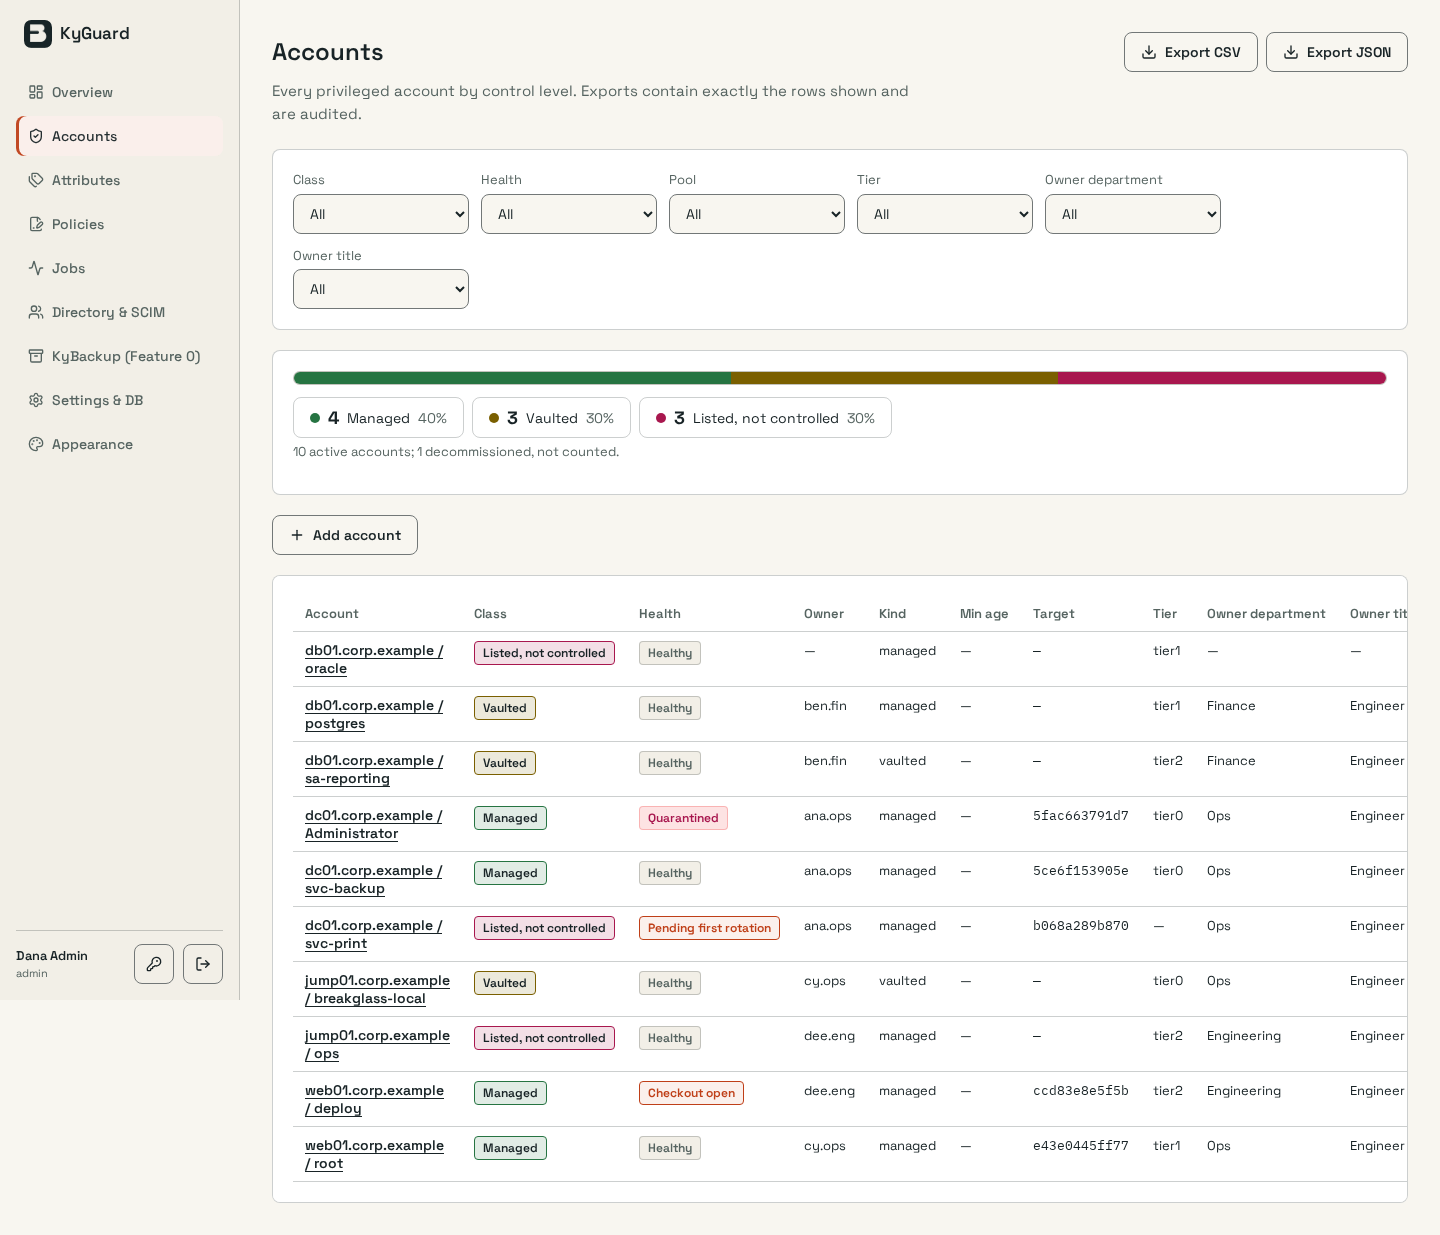 KyGuard
Overview
Accounts
Attributes
Policies
Jobs
Directory & SCIM
KyBackup (Feature 0)
Settings & DB
Appearance
Dana Admin
admin
Accounts
Export CSV
Export JSON
Every privileged account by control level. Exports contain exactly the rows shown and
are audited.
Class Health Pool Tier Owner department
All All All All All
Owner title
All
4 Managed 40% 3 Vaulted 30% 3 Listed, not controlled 30%
10 active accounts; 1 decommissioned, not counted.
Add account
Account Class Health Owner Kind Min age Target Tier Owner department Owner tit
db01.corp.example / Listed, not controlled Healthy — managed — — tier1 — —
oracle
db01.corp.example / Vaulted Healthy ben.fin managed — — tier1 Finance Engineer
postgres
db01.corp.example / Vaulted Healthy ben.fin vaulted — — tier2 Finance Engineer
sa-reporting
dc01.corp.example / Managed Quarantined ana.ops managed — 5fac663791d7 tier0 Ops Engineer
Administrator
dc01.corp.example / Managed Healthy ana.ops managed — 5ce6f153905e tier0 Ops Engineer
svc-backup
dc01.corp.example / Listed, not controlled Pending first rotation ana.ops managed — b068a289b870 — Ops Engineer
svc-print
jump01.corp.example Vaulted Healthy cy.ops vaulted — — tier0 Ops Engineer
/ breakglass-local
jump01.corp.example Listed, not controlled Healthy dee.eng managed — — tier2 Engineering Engineer
/ ops
web01.corp.example Managed Checkout open dee.eng managed — ccd83e8e5f5b tier2 Engineering Engineer
/ deploy
web01.corp.example Managed Healthy cy.ops managed — e43e0445ff77 tier1 Ops Engineer
/ root